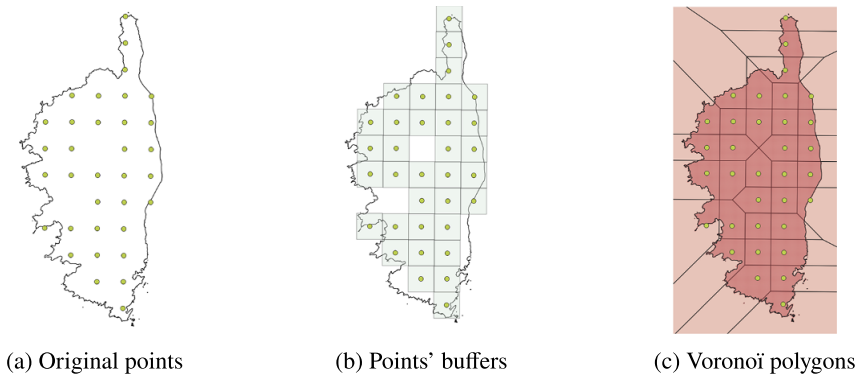 (a) Original points
(b) Points' buffers
(c) Voronoï polygons